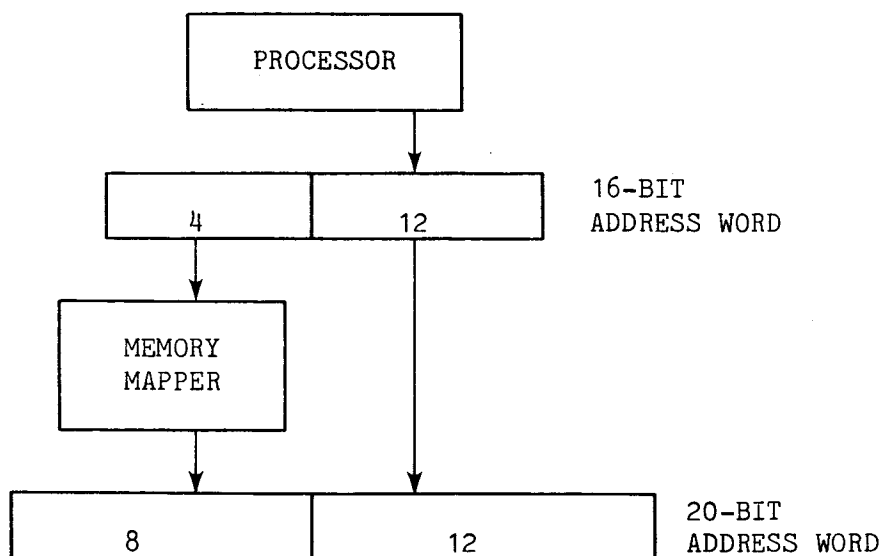 PROCESSOR
16-BIT
ADDRESS WORD
4
12
MEMORY
MAPPER
20-BIT
ADDRESS WORD
8
12